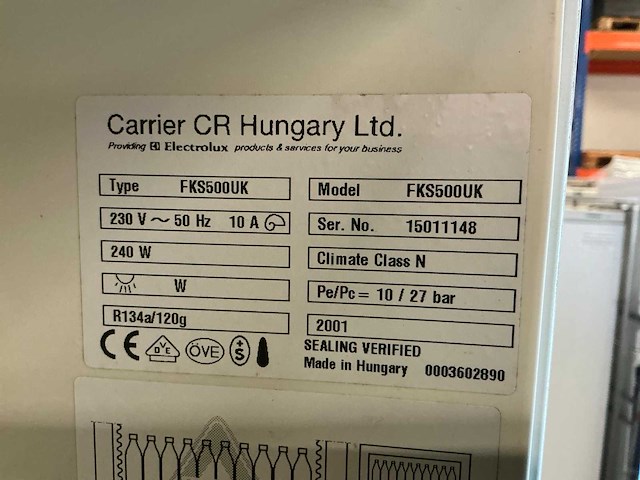 Carrier CR Hungary Ltd.
Providing Electrolux products & services for your business
Type FKS500UK
Model FKS500UK
230 V ~ 50 Hz 10 A
Ser. No. 15011148
240 W
Climate Class N
W
Pe/Pc = 10 / 27 bar
R134a/120g
2001
CE VDE ÖVE +S
SEALING VERIFIED
Made in Hungary 0003602890